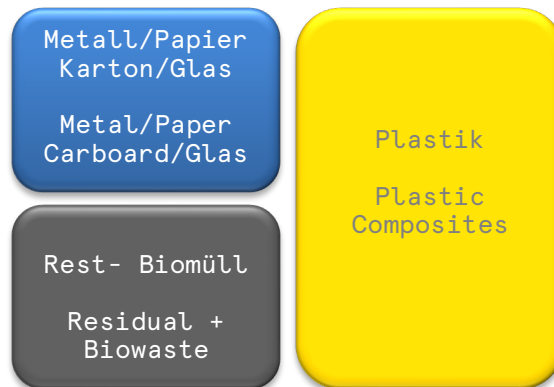 Metall/Papier
Karton/Glas
Metal/Paper
Carboard/Glas
Rest- Biomüll
Residual +
Biowaste
Plastik
Plastic
Composites